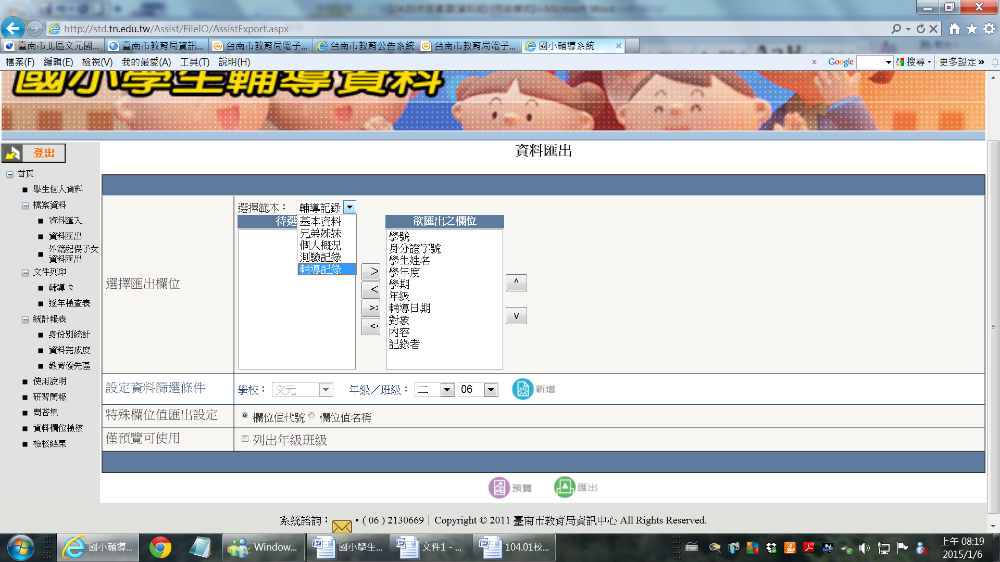 http://std.tn.edu.tw/Assist/FileIO/AssistExport.aspx
臺南市北區文元國... 臺南市教育局資訊... 台南市教育局電子... 台南市教育公告系統 台南市教育局電子... 國小輔導系統
檔案(F) 編輯(E) 檢視(V) 我的最愛(A) 工具(T) 說明(H)
x Google 搜尋 更多設定 »
國小學生輔導資料
登出
首頁
學生個人資料
檔案資料
資料匯入
資料匯出
外籍配偶子女
資料匯出
文件列印
輔導卡
逐年檢查表
統計報表
身份別統計
資料完成度
教育優先區
使用說明
研習簡報
問答集
資料欄位檢核
檢核結果
資料匯出
選擇匯出欄位
選擇範本： 輔導記錄
待選
基本資料
兄弟姊妹
個人概況
測驗記錄
輔導記錄
>
<
欲匯出之欄位
學號
身分證字號
學生姓名
學年度
學期
年級
輔導日期
對象
內容
記錄者
^
v
設定資料篩選條件 學校： 文元 年級／班級： 二 06 新增
特殊欄位值匯出設定 欄位值代號 欄位值名稱
僅預覽可使用 列出年級班級
預覽 匯出
系統諮詢： • ( 06 ) 2130669｜Copyright © 2011 臺南市教育局資訊中心 All Rights Reserved.
國小輔導... Window... 國小學生... 文件1 - ... 104.01校...
上午 08:19
2015/1/6